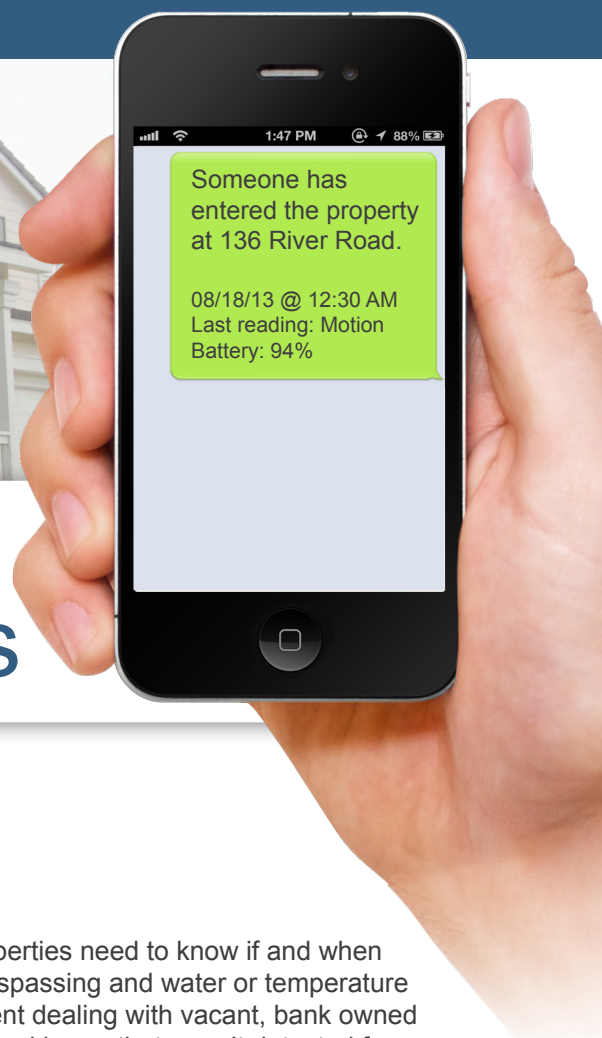 1:47 PM 88%
Someone has
entered the property
at 136 River Road.
08/18/13 @ 12:30 AM
Last reading: Motion
Battery: 94%
s
perties need to know if and when
spassing and water or temperature
ent dealing with vacant, bank owned